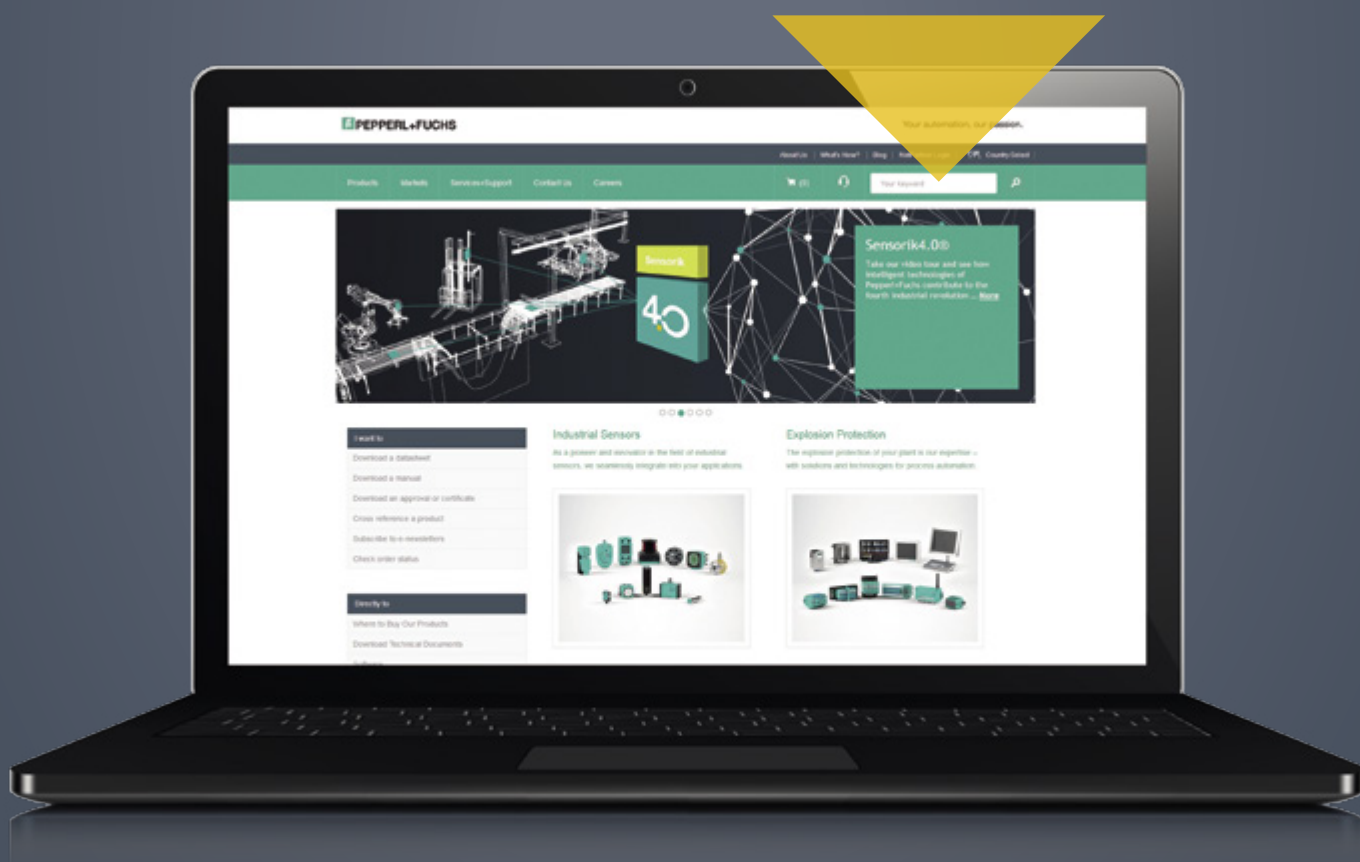 PEPPERL+FUCHS
Your automation, our passion.
About Us | What's New? | Blog | Country Select
Products Markets Service+Support Contact Us Careers
(0) Your keyword
Sensorik
4.0
Sensorik4.0®
Take our video tour and see how
intelligent technologies of
Pepperl+Fuchs contribute to the
fourth industrial revolution ... More
I want to
Download a datasheet
Download a manual
Download an approval or certificate
Cross reference a product
Subscribe to e-newsletters
Check order status
Directly to
Where to Buy Our Products
Download Technical Documents
Software
Industrial Sensors
As a pioneer and innovator in the field of industrial
sensors, we seamlessly integrate into your applications.
Explosion Protection
The explosion protection of your plant is our expertise –
with solutions and technologies for process automation.